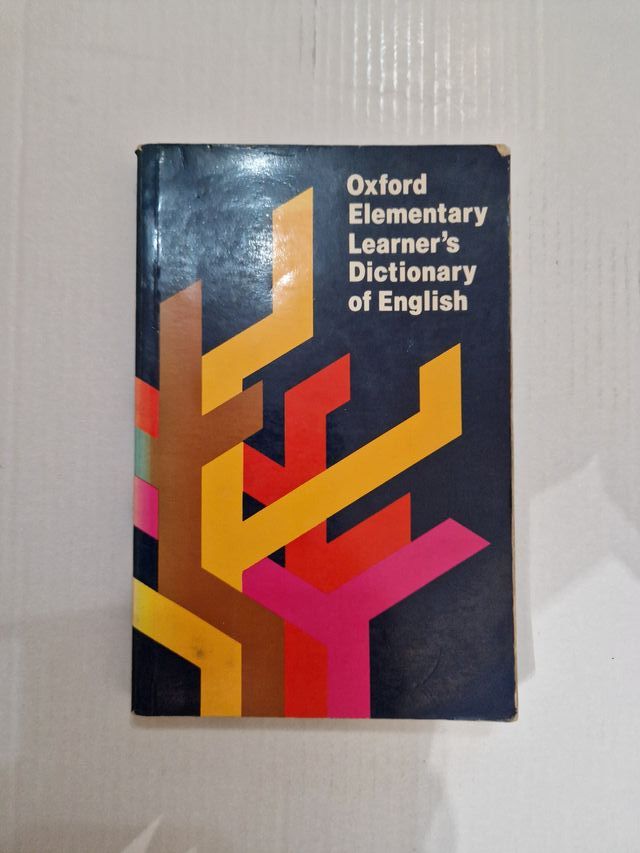 Oxford
Elementary
Learner's
Dictionary
of English